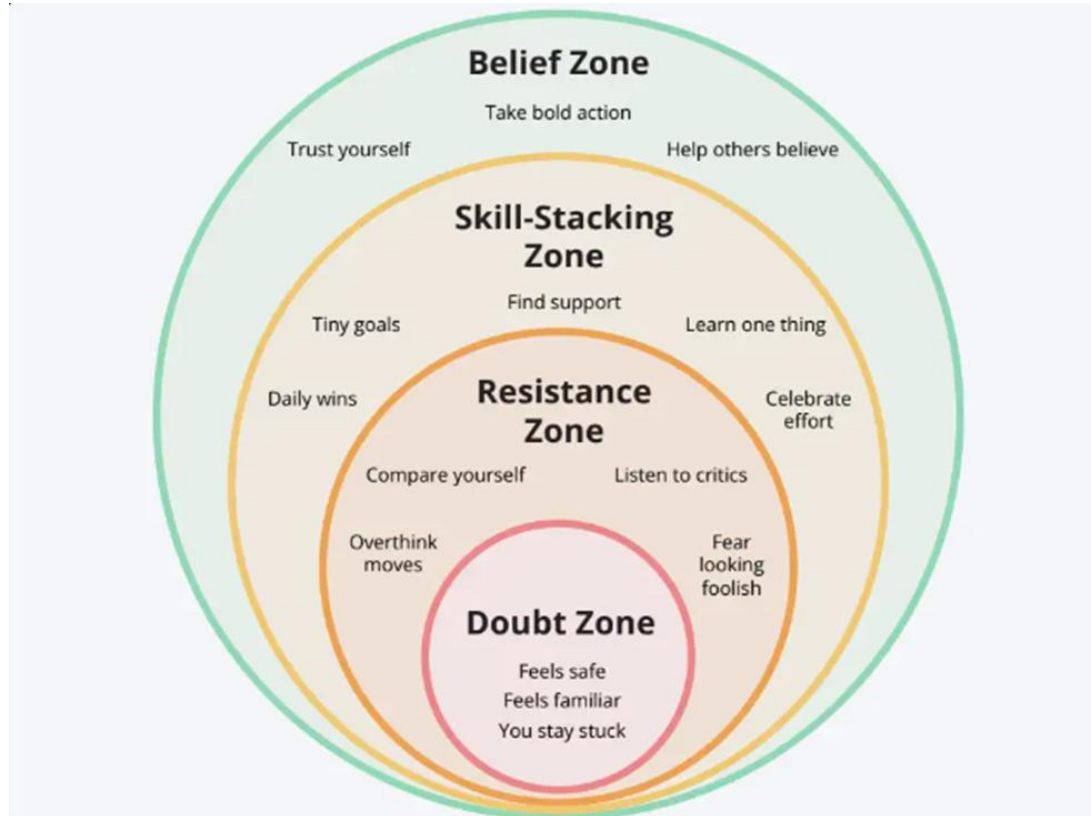 Belief Zone
Take bold action
Trust yourself
Help others believe
Skill-Stacking
Zone
Find support
Tiny goals
Learn one thing
Daily wins
Celebrate
effort
Resistance
Zone
Compare yourself
Listen to critics
Overthink
moves
Fear
looking
foolish
Doubt Zone
Feels safe
Feels familiar
You stay stuck